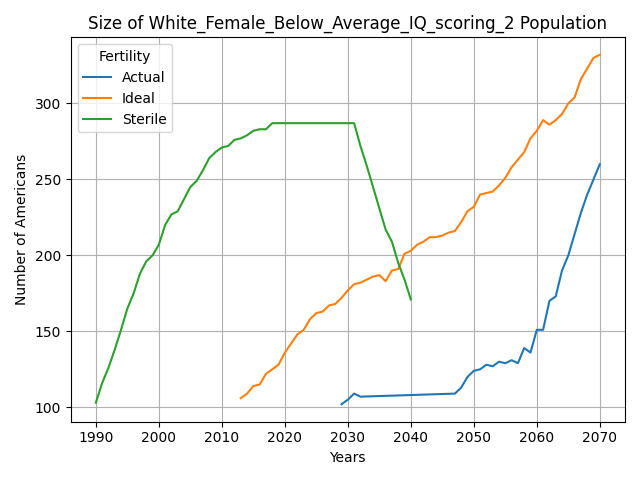 Size of White_Female_Below_Average_IQ_scoring_2 Population
Fertility
Actual
Ideal
Sterile
Number of Americans
300
250
200
150
100
1990 2000 2010 2020 2030 2040 2050 2060 2070
Years